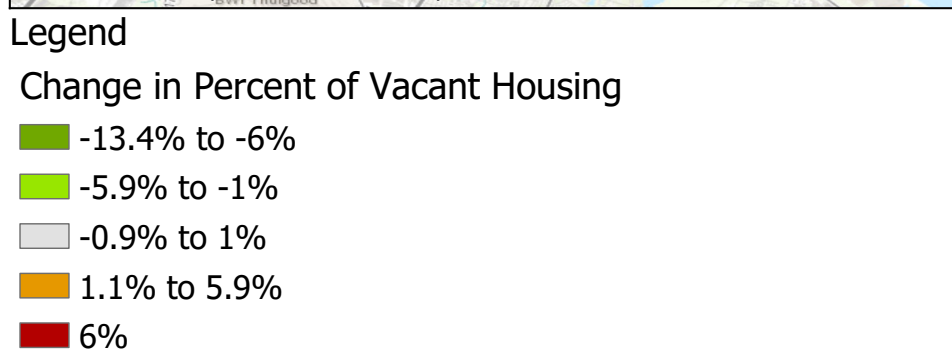 Legend
Change in Percent of Vacant Housing
-13.4% to -6%
-5.9% to -1%
-0.9% to 1%
1.1% to 5.9%
6%